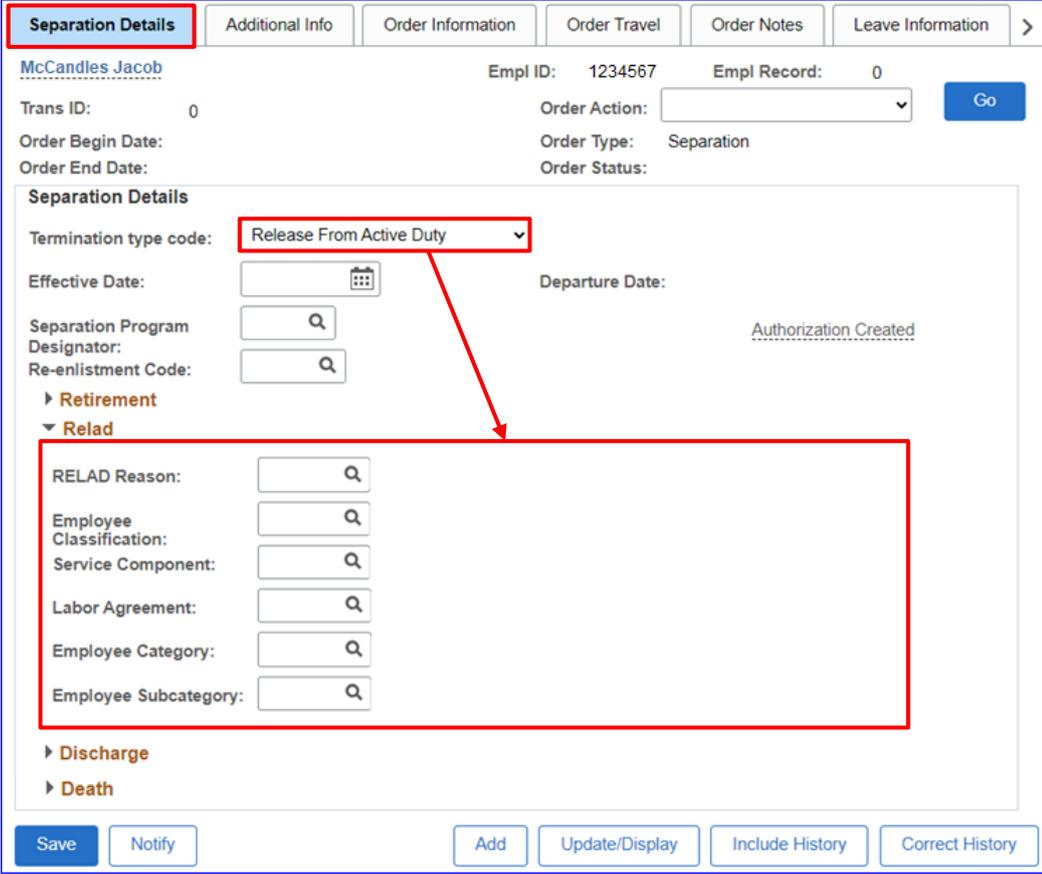 Separation Details Additional Info Order Information Order Travel Order Notes Leave Information
McCandles Jacob Empl ID: 1234567 Empl Record: 0
Trans ID: 0 Order Action: Go
Order Begin Date: Order Type: Separation
Order End Date: Order Status:
Separation Details
Termination type code: Release From Active Duty
Effective Date: Departure Date:
Separation Program
Designator: Authorization Created
Re-enlistment Code:
Retirement
Relad
RELAD Reason:
Employee
Classification:
Service Component:
Labor Agreement:
Employee Category:
Employee Subcategory:
Discharge
Death
Save Notify Add Update/Display Include History Correct History